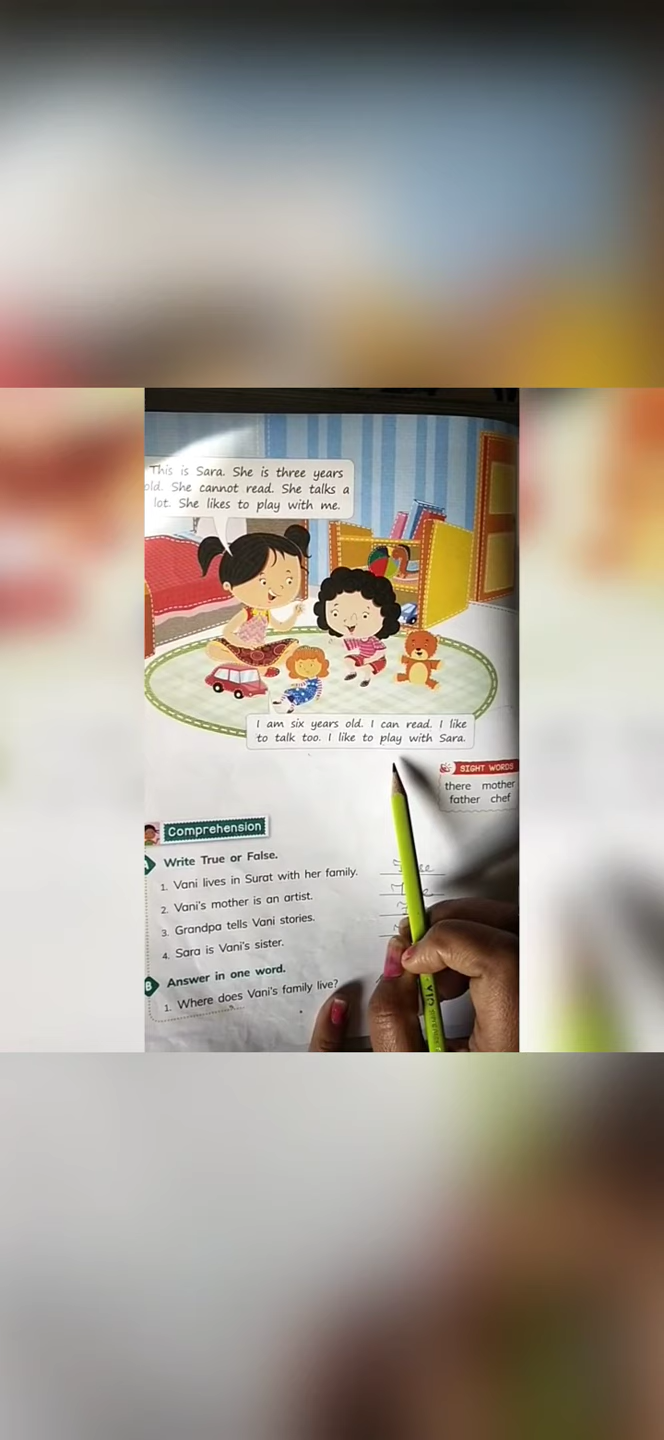 This is Sara. She is three years
old. She cannot read. She talks a
lot. She likes to play with me.
I am six years old. I can read. I like
to talk too. I like to play with Sara.
SIGHT WORDS
there mother
father chef
Comprehension
A Write True or False.
1. Vani lives in Surat with her family.
2. Vani's mother is an artist.
3. Grandpa tells Vani stories.
4. Sara is Vani's sister.
B Answer in one word.
1. Where does Vani's family live?